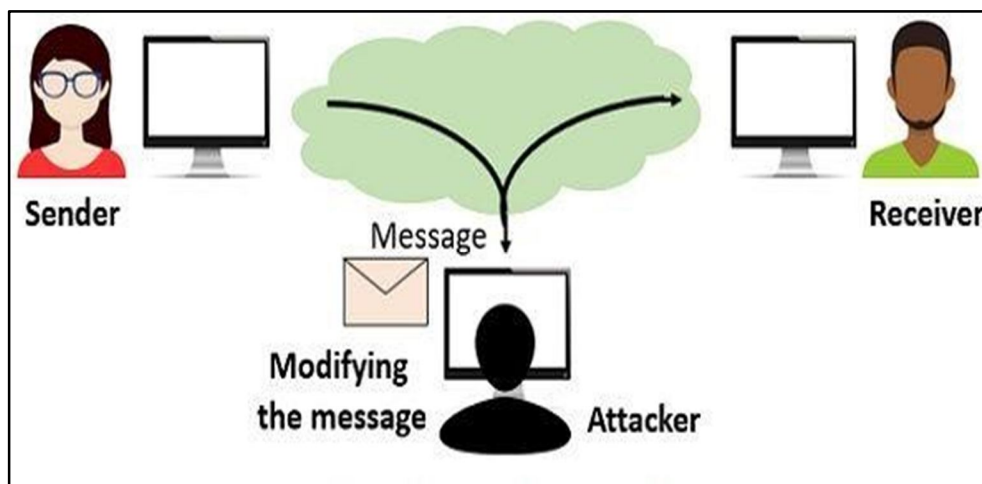 Sender
Receiver
Message
Modifying
the message
Attacker